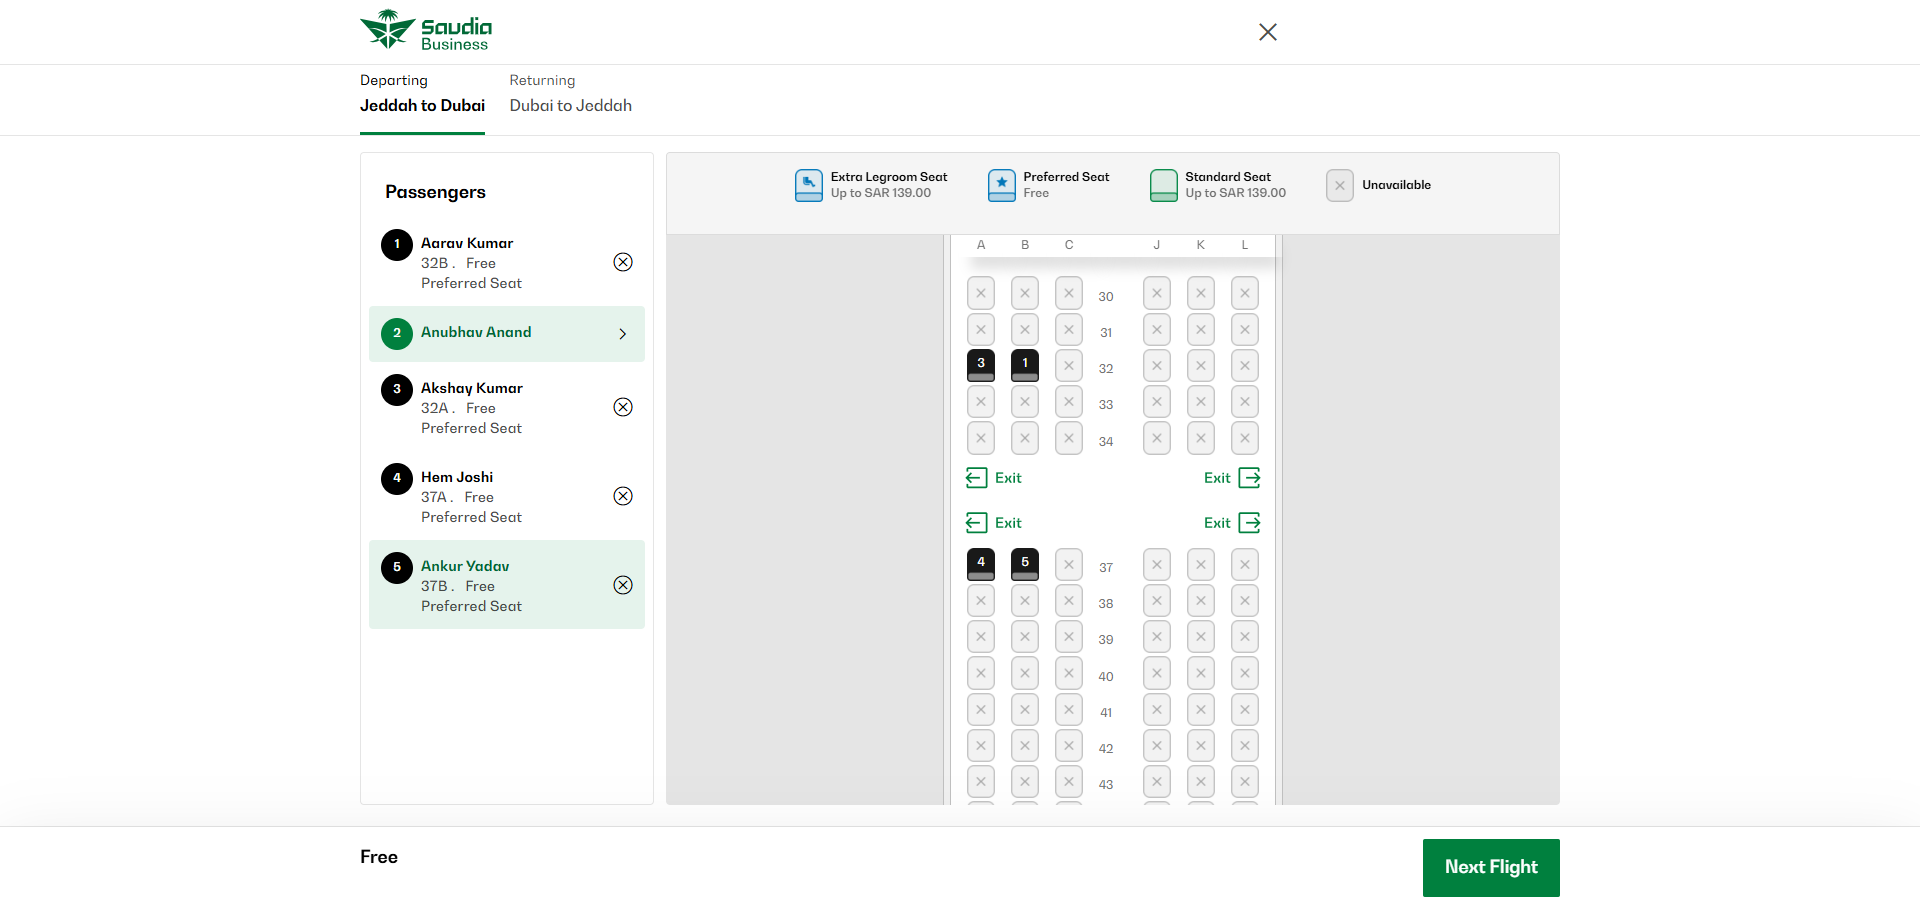 Saudia
Business
Departing
Jeddah to Dubai
Returning
Dubai to Jeddah
Passengers
1
Aarav Kumar
32B . Free
Preferred Seat
2
Anubhav Anand
3
Akshay Kumar
32A . Free
Preferred Seat
4
Hem Joshi
37A . Free
Preferred Seat
5
Ankur Yadav
37B . Free
Preferred Seat
Extra Legroom Seat
Up to SAR 139.00
Preferred Seat
Free
Standard Seat
Up to SAR 139.00
Unavailable
A B C J K L
30
31
3 1 32
33
34
Exit Exit
Exit Exit
4 5 37
38
39
40
41
42
43
Free
Next Flight